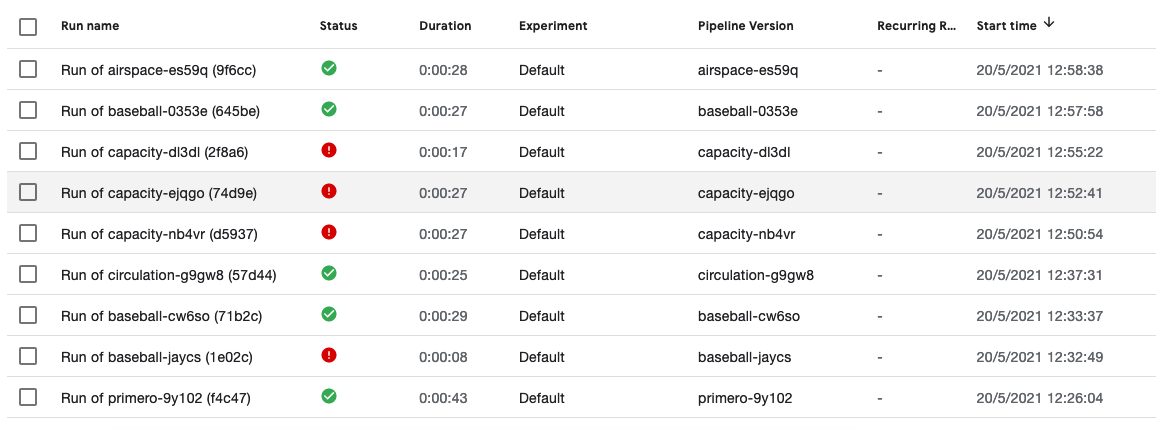 Run name Status Duration Experiment Pipeline Version Recurring R... Start time
Run of airspace-es59q (9f6cc) 0:00:28 Default airspace-es59q - 20/5/2021 12:58:38
Run of baseball-0353e (645be) 0:00:27 Default baseball-0353e - 20/5/2021 12:57:58
Run of capacity-dl3dl (2f8a6) 0:00:17 Default capacity-dl3dl - 20/5/2021 12:55:22
Run of capacity-ejqgo (74d9e) 0:00:27 Default capacity-ejqgo - 20/5/2021 12:52:41
Run of capacity-nb4vr (d5937) 0:00:27 Default capacity-nb4vr - 20/5/2021 12:50:54
Run of circulation-g9gw8 (57d44) 0:00:25 Default circulation-g9gw8 - 20/5/2021 12:37:31
Run of baseball-cw6so (71b2c) 0:00:29 Default baseball-cw6so - 20/5/2021 12:33:37
Run of baseball-jaycs (1e02c) 0:00:08 Default baseball-jaycs - 20/5/2021 12:32:49
Run of primero-9y102 (f4c47) 0:00:43 Default primero-9y102 - 20/5/2021 12:26:04